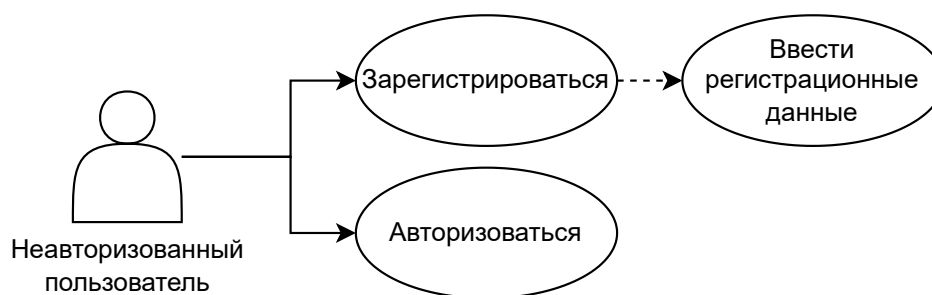 Зарегистрироваться
Ввести
регистрационные
данные
Авторизоваться
Неавторизованный
пользователь